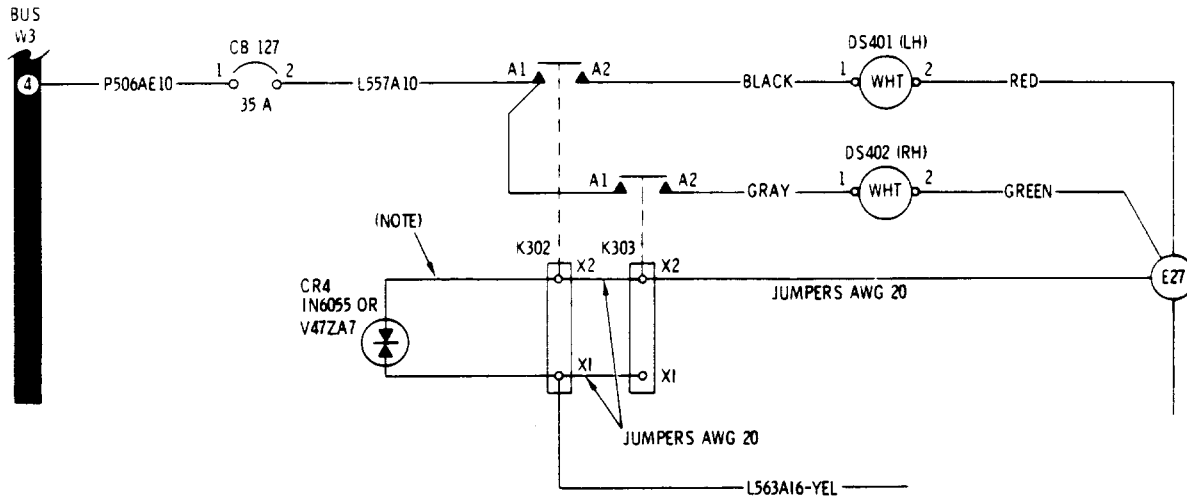 BUS
W3
4
P506AE10
CB 127
1
2
35 A
L557A10
A1
A2
BLACK
DS401 (LH)
1
WHT
2
RED
A1
A2
GRAY
DS402 (RH)
1
WHT
2
GREEN
(NOTE)
K302
X2
K303
X2
E27
JUMPERS AWG 20
CR4
IN6055 OR
V47ZA7
X1
X1
JUMPERS AWG 20
L563A16-YEL